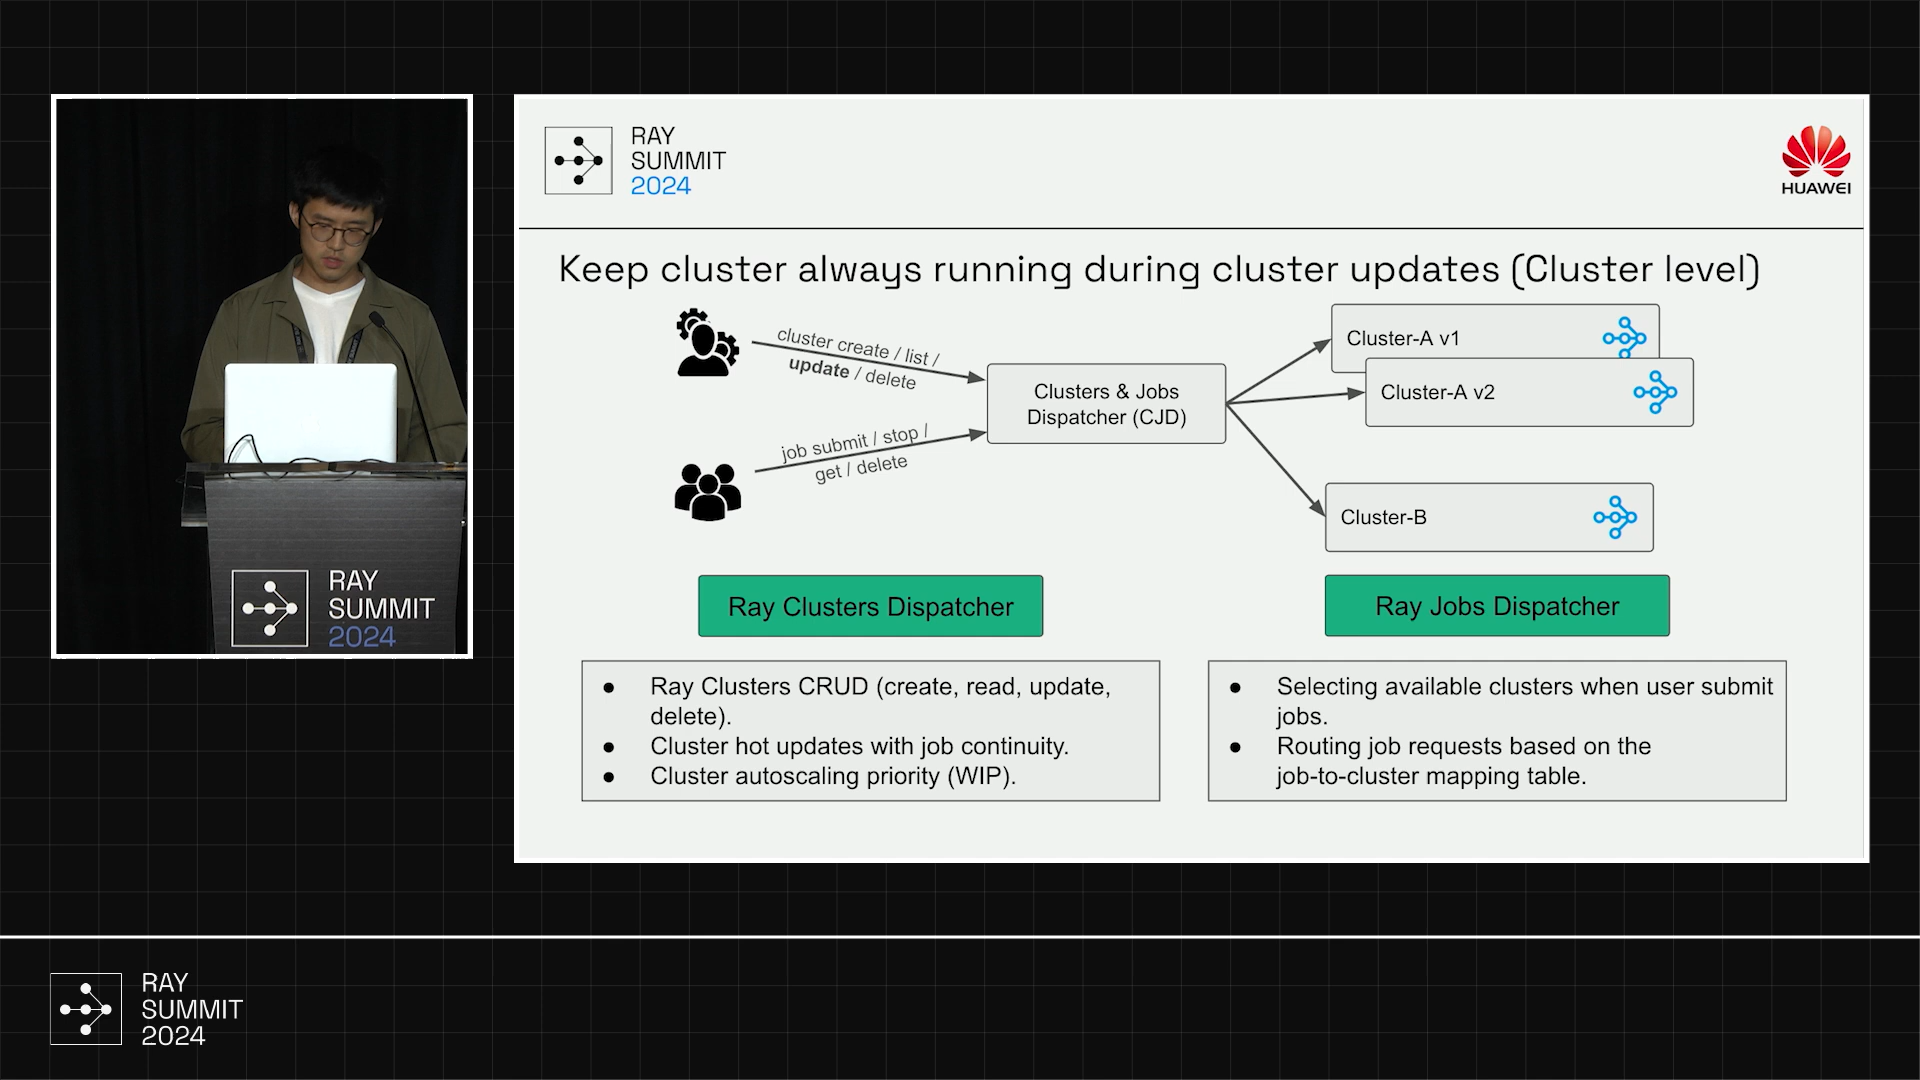 RAY
SUMMIT
2024
HUAWEI
Keep cluster always running during cluster updates (Cluster level)
cluster create / list /
update / delete
job submit / stop /
get / delete
Clusters & Jobs
Dispatcher (CJD)
Cluster-A v1
Cluster-A v2
Cluster-B
Ray Clusters Dispatcher
Ray Jobs Dispatcher
● Ray Clusters CRUD (create, read, update,
delete).
● Cluster hot updates with job continuity.
● Cluster autoscaling priority (WIP).
● Selecting available clusters when user submit
jobs.
● Routing job requests based on the
job-to-cluster mapping table.
RAY
SUMMIT
2024
RAY
SUMMIT
2024